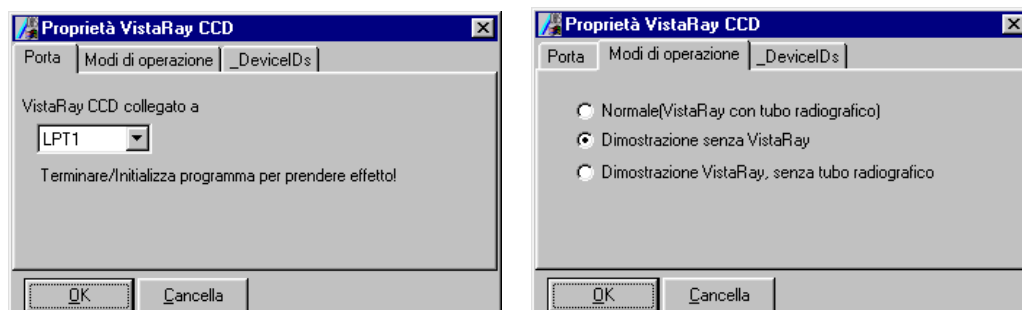 Proprietà VistaRay CCD
Porta Modi di operazione _DeviceIDs
VistaRay CCD collegato a
LPT1
Terminare/Initializza programma per prendere effetto!
OK Cancella
Proprietà VistaRay CCD
Porta Modi di operazione _DeviceIDs
Normale(VistaRay con tubo radiografico)
Dimostrazione senza VistaRay
Dimostrazione VistaRay, senza tubo radiografico
OK Cancella